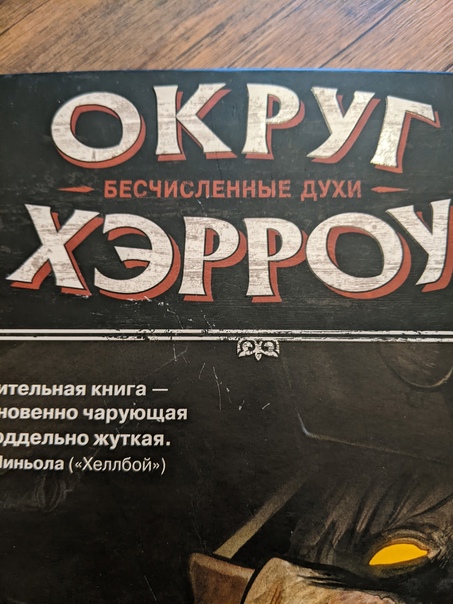 ОКРУГ
БЕСЧИСЛЕННЫЕ ДУХИ
ХЭРРОУ
ительная книга —
новенно чарующая
оддельно жуткая.
Миньола («Хеллбой»)